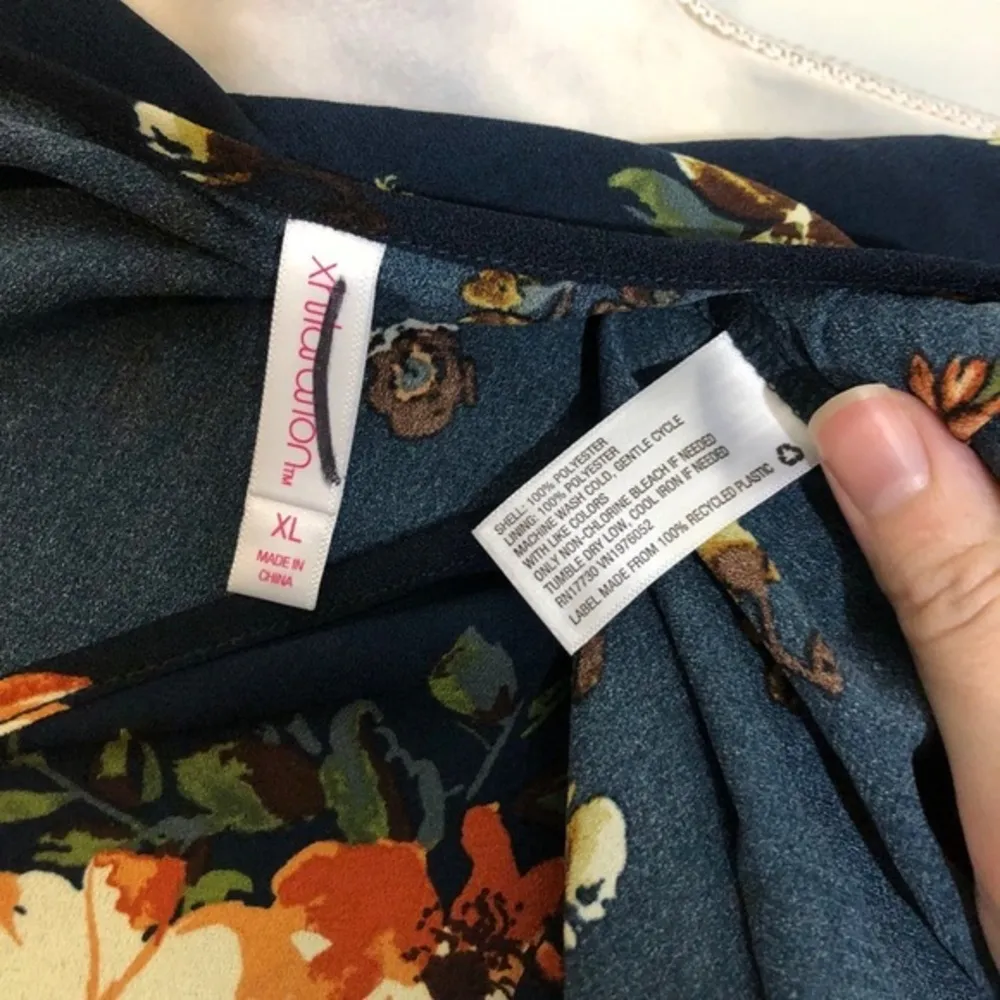 xhilaration™
XL
MADE IN
CHINA
SHELL: 100% POLYESTER
LINING: 100% POLYESTER
MACHINE WASH COLD, GENTLE CYCLE
WITH LIKE COLORS
ONLY NON-CHLORINE BLEACH IF NEEDED
TUMBLE DRY LOW, COOL IRON IF NEEDED
RN17730 VN1976052
LABEL MADE FROM 100% RECYCLED PLASTIC